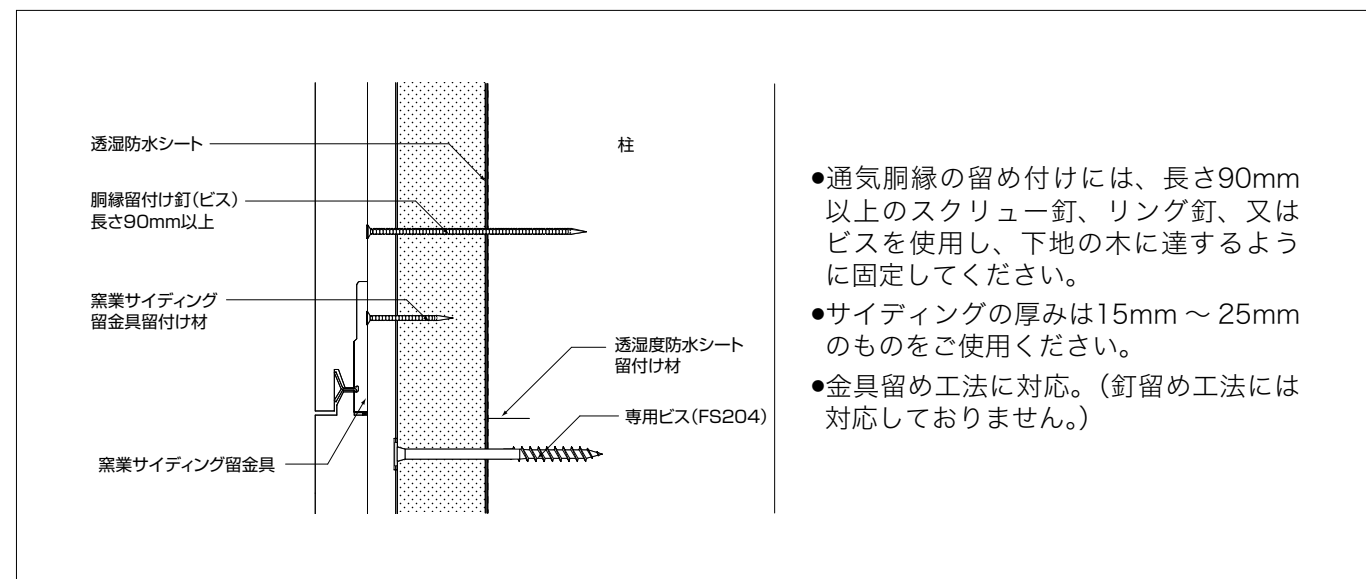 透湿防水シート
柱
胴縁留付け釘(ビス)
長さ90mm以上
窯業サイディング
留金具留付け材
透湿度防水シート
留付け材
専用ビス(FS204)
窯業サイディング留金具
●通気胴縁の留め付けには、長さ90mm
以上のスクリュー釘、リング釘、又は
ビスを使用し、下地の木に達するよう
に固定してください。
●サイディングの厚みは15mm ～ 25mm
のものをご使用ください。
●金具留め工法に対応。(釘留め工法には
対応しておりません。)